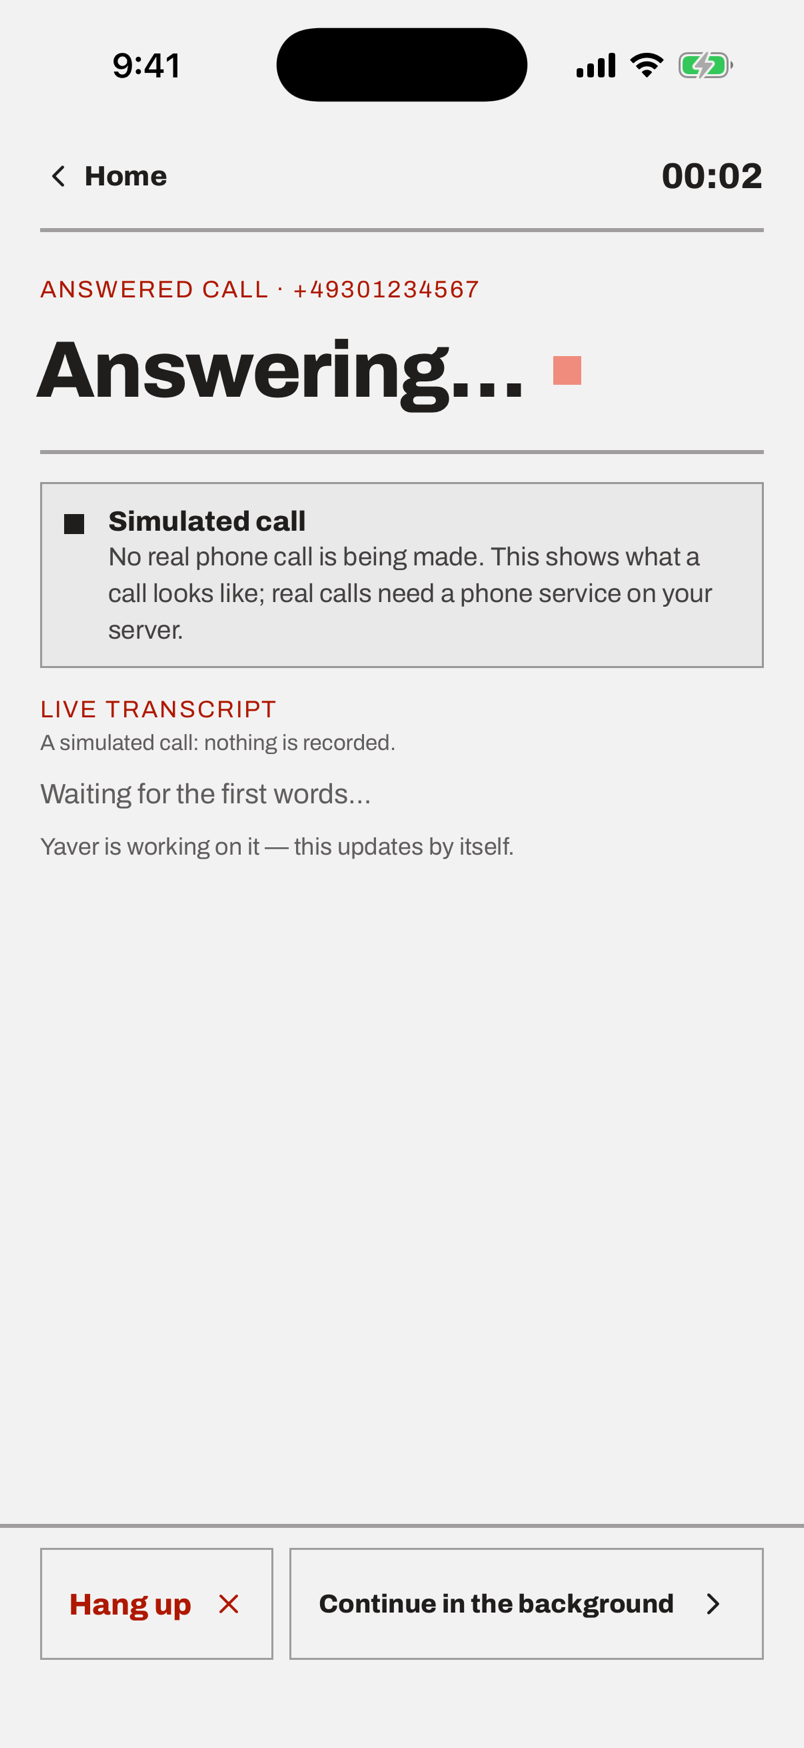 9:41
Home
00:02
ANSWERED CALL · +49301234567
Answering...
Simulated call
No real phone call is being made. This shows what a
call looks like; real calls need a phone service on your
server.
LIVE TRANSCRIPT
A simulated call: nothing is recorded.
Waiting for the first words...
Yaver is working on it — this updates by itself.
Hang up
Continue in the background